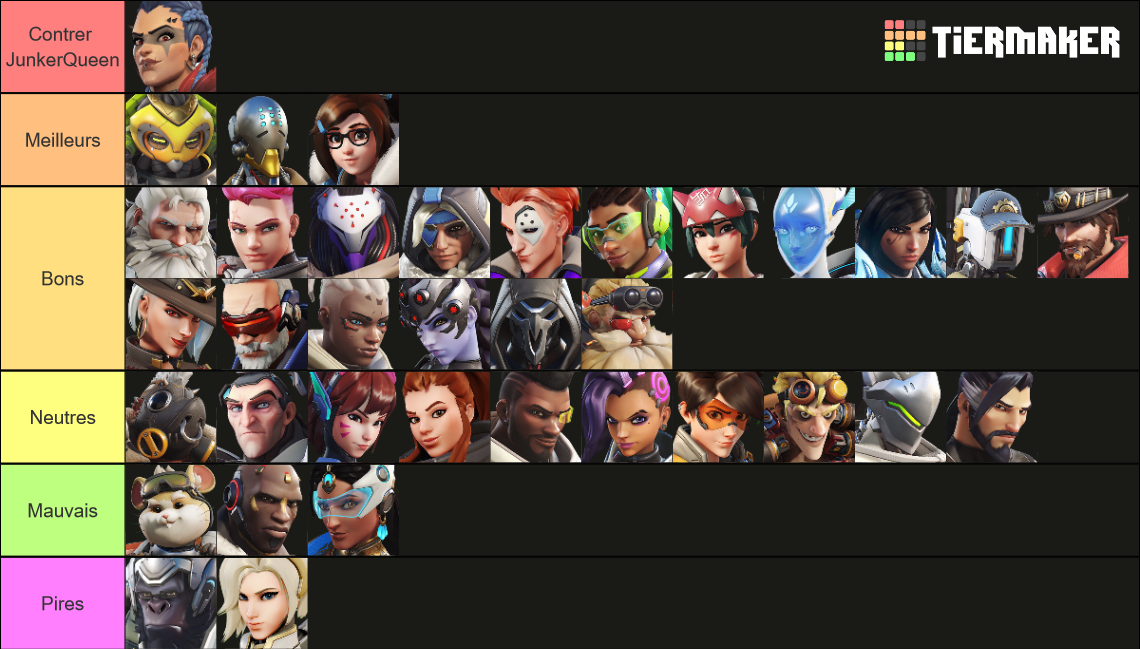 Contrer
JunkerQueen
TiERMAKER
Meilleurs
Bons
Neutres
Mauvais
Pires